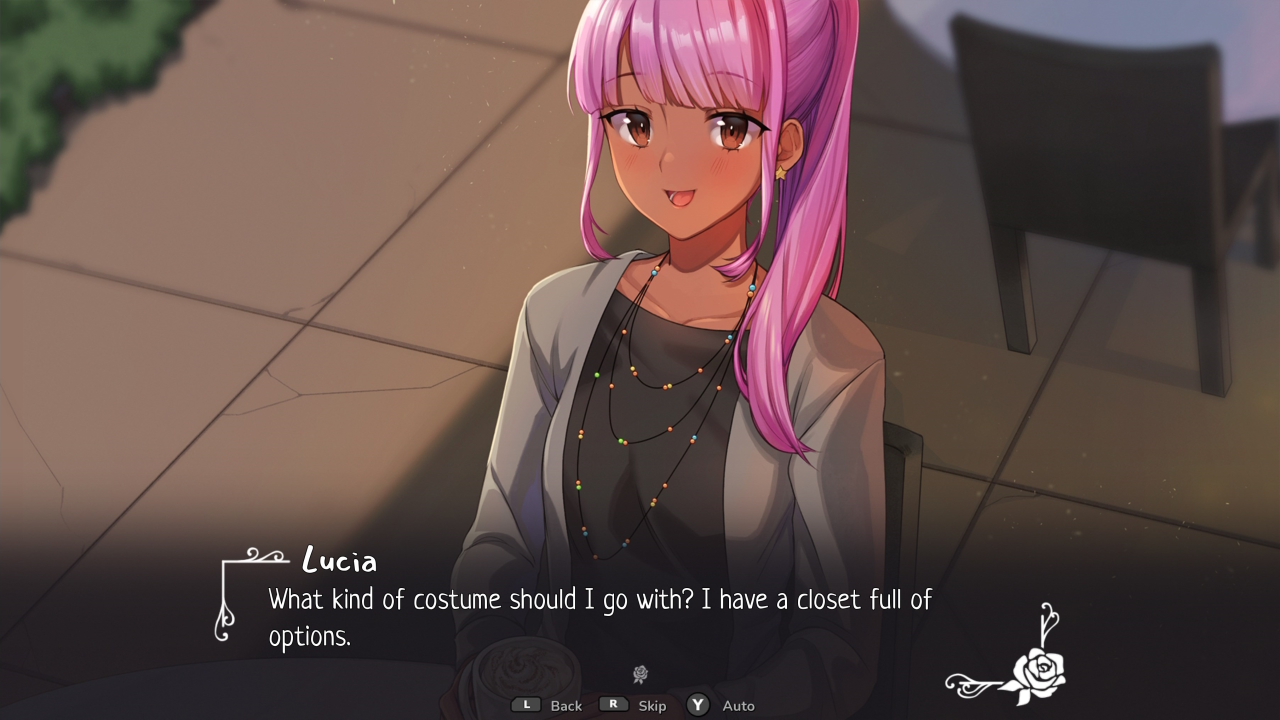 Lucia
What kind of costume should I go with? I have a closet full of
options.
L Back R Skip Y Auto